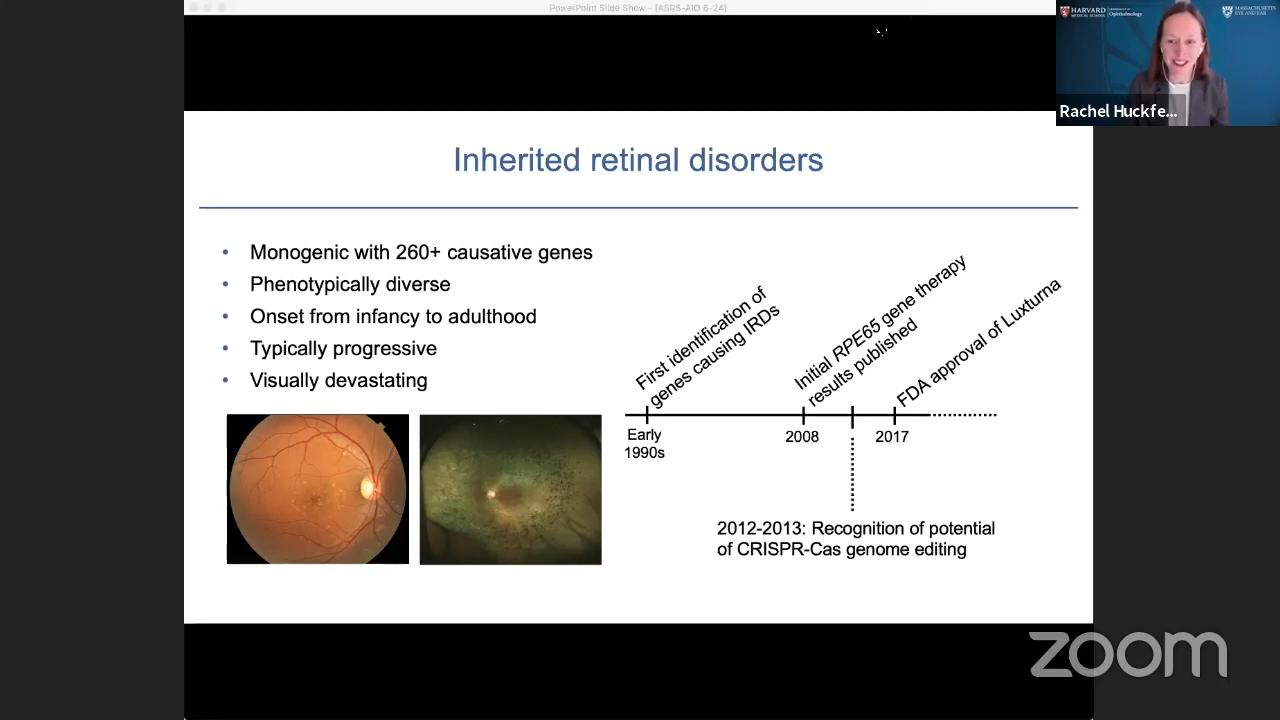 PowerPoint Slide Show - [ASRS-AIO 6-24]
HARVARD
MEDICAL SCHOOL
Ophthalmology
MASSACHUSETTS
EYE AND EAR
Rachel Huckfe...
Inherited retinal disorders
• Monogenic with 260+ causative genes
• Phenotypically diverse
• Onset from infancy to adulthood
• Typically progressive
• Visually devastating
First identification of
genes causing IRDs
Initial RPE65 gene therapy
results published
FDA approval of Luxturna
Early
1990s
2008
2017
2012-2013: Recognition of potential
of CRISPR-Cas genome editing
zoom